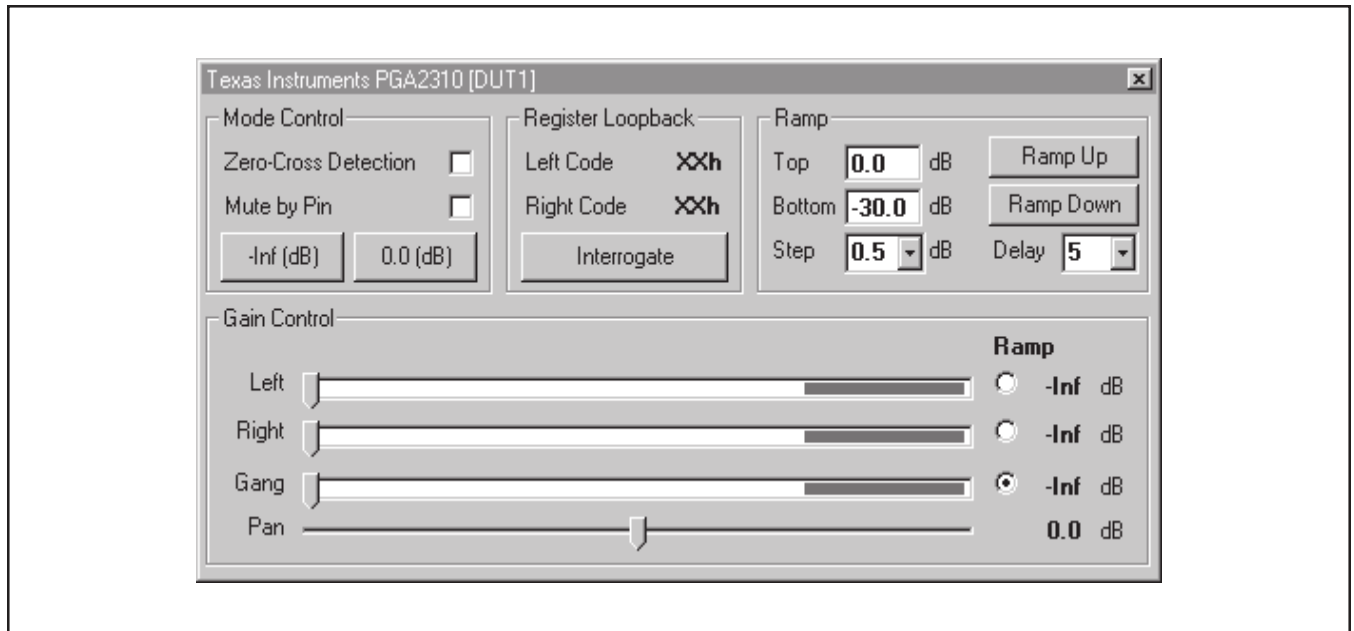 Texas Instruments PGA2310 [DUT1]
Mode Control
Zero-Cross Detection
Mute by Pin
-Inf (dB)
0.0 (dB)
Register Loopback
Left Code XXh
Right Code XXh
Interrogate
Ramp
Top 0.0 dB
Bottom -30.0 dB
Step 0.5 dB
Ramp Up
Ramp Down
Delay 5
Gain Control
Ramp
Left -Inf dB
Right -Inf dB
Gang -Inf dB
Pan 0.0 dB